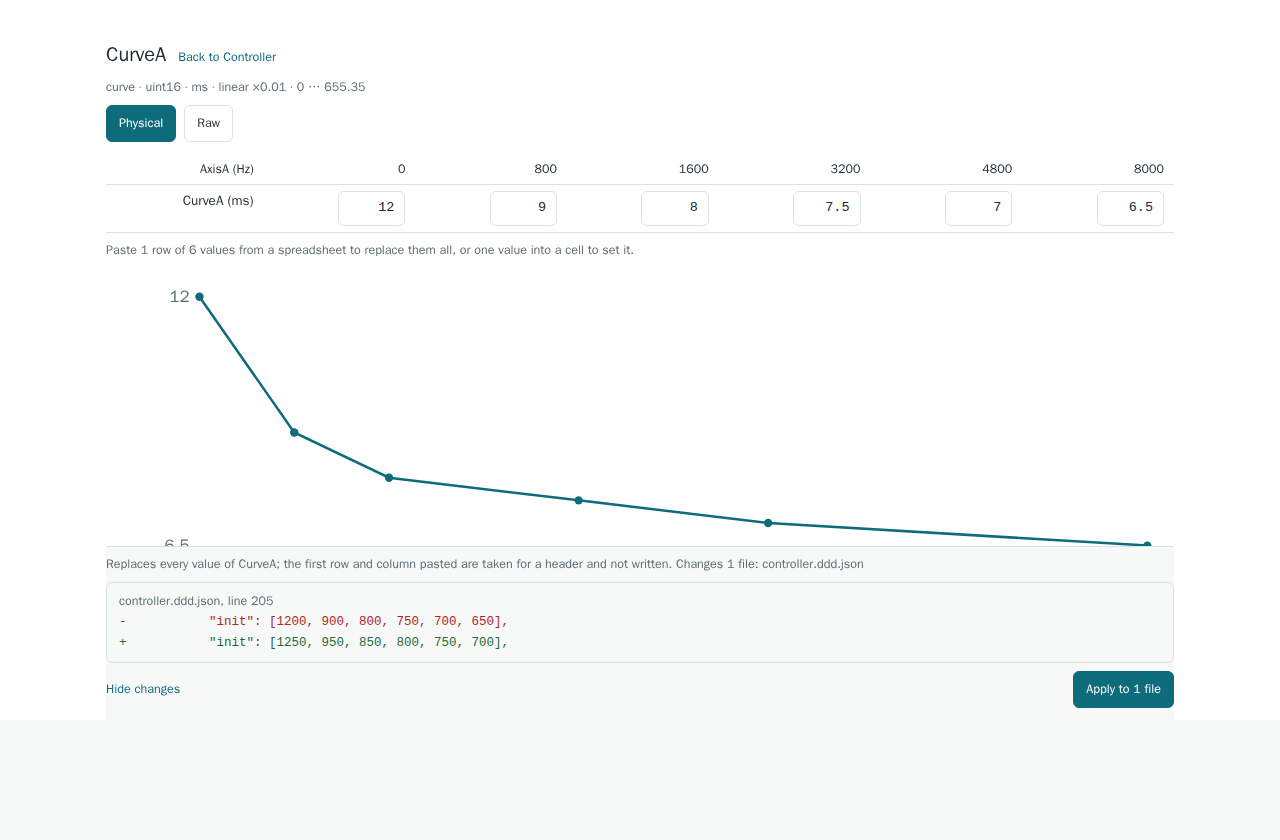 CurveA Back to Controller
curve · uint16 · ms · linear ×0.01 · 0 ⋯ 655.35
Physical Raw
AxisA (Hz) 0 800 1600 3200 4800 8000
CurveA (ms) 12 9 8 7.5 7 6.5
Paste 1 row of 6 values from a spreadsheet to replace them all, or one value into a cell to set it.
12
6.5
Replaces every value of CurveA; the first row and column pasted are taken for a header and not written. Changes 1 file: controller.ddd.json
controller.ddd.json, line 205
- "init": [1200, 900, 800, 750, 700, 650],
+ "init": [1250, 950, 850, 800, 750, 700],
Hide changes Apply to 1 file